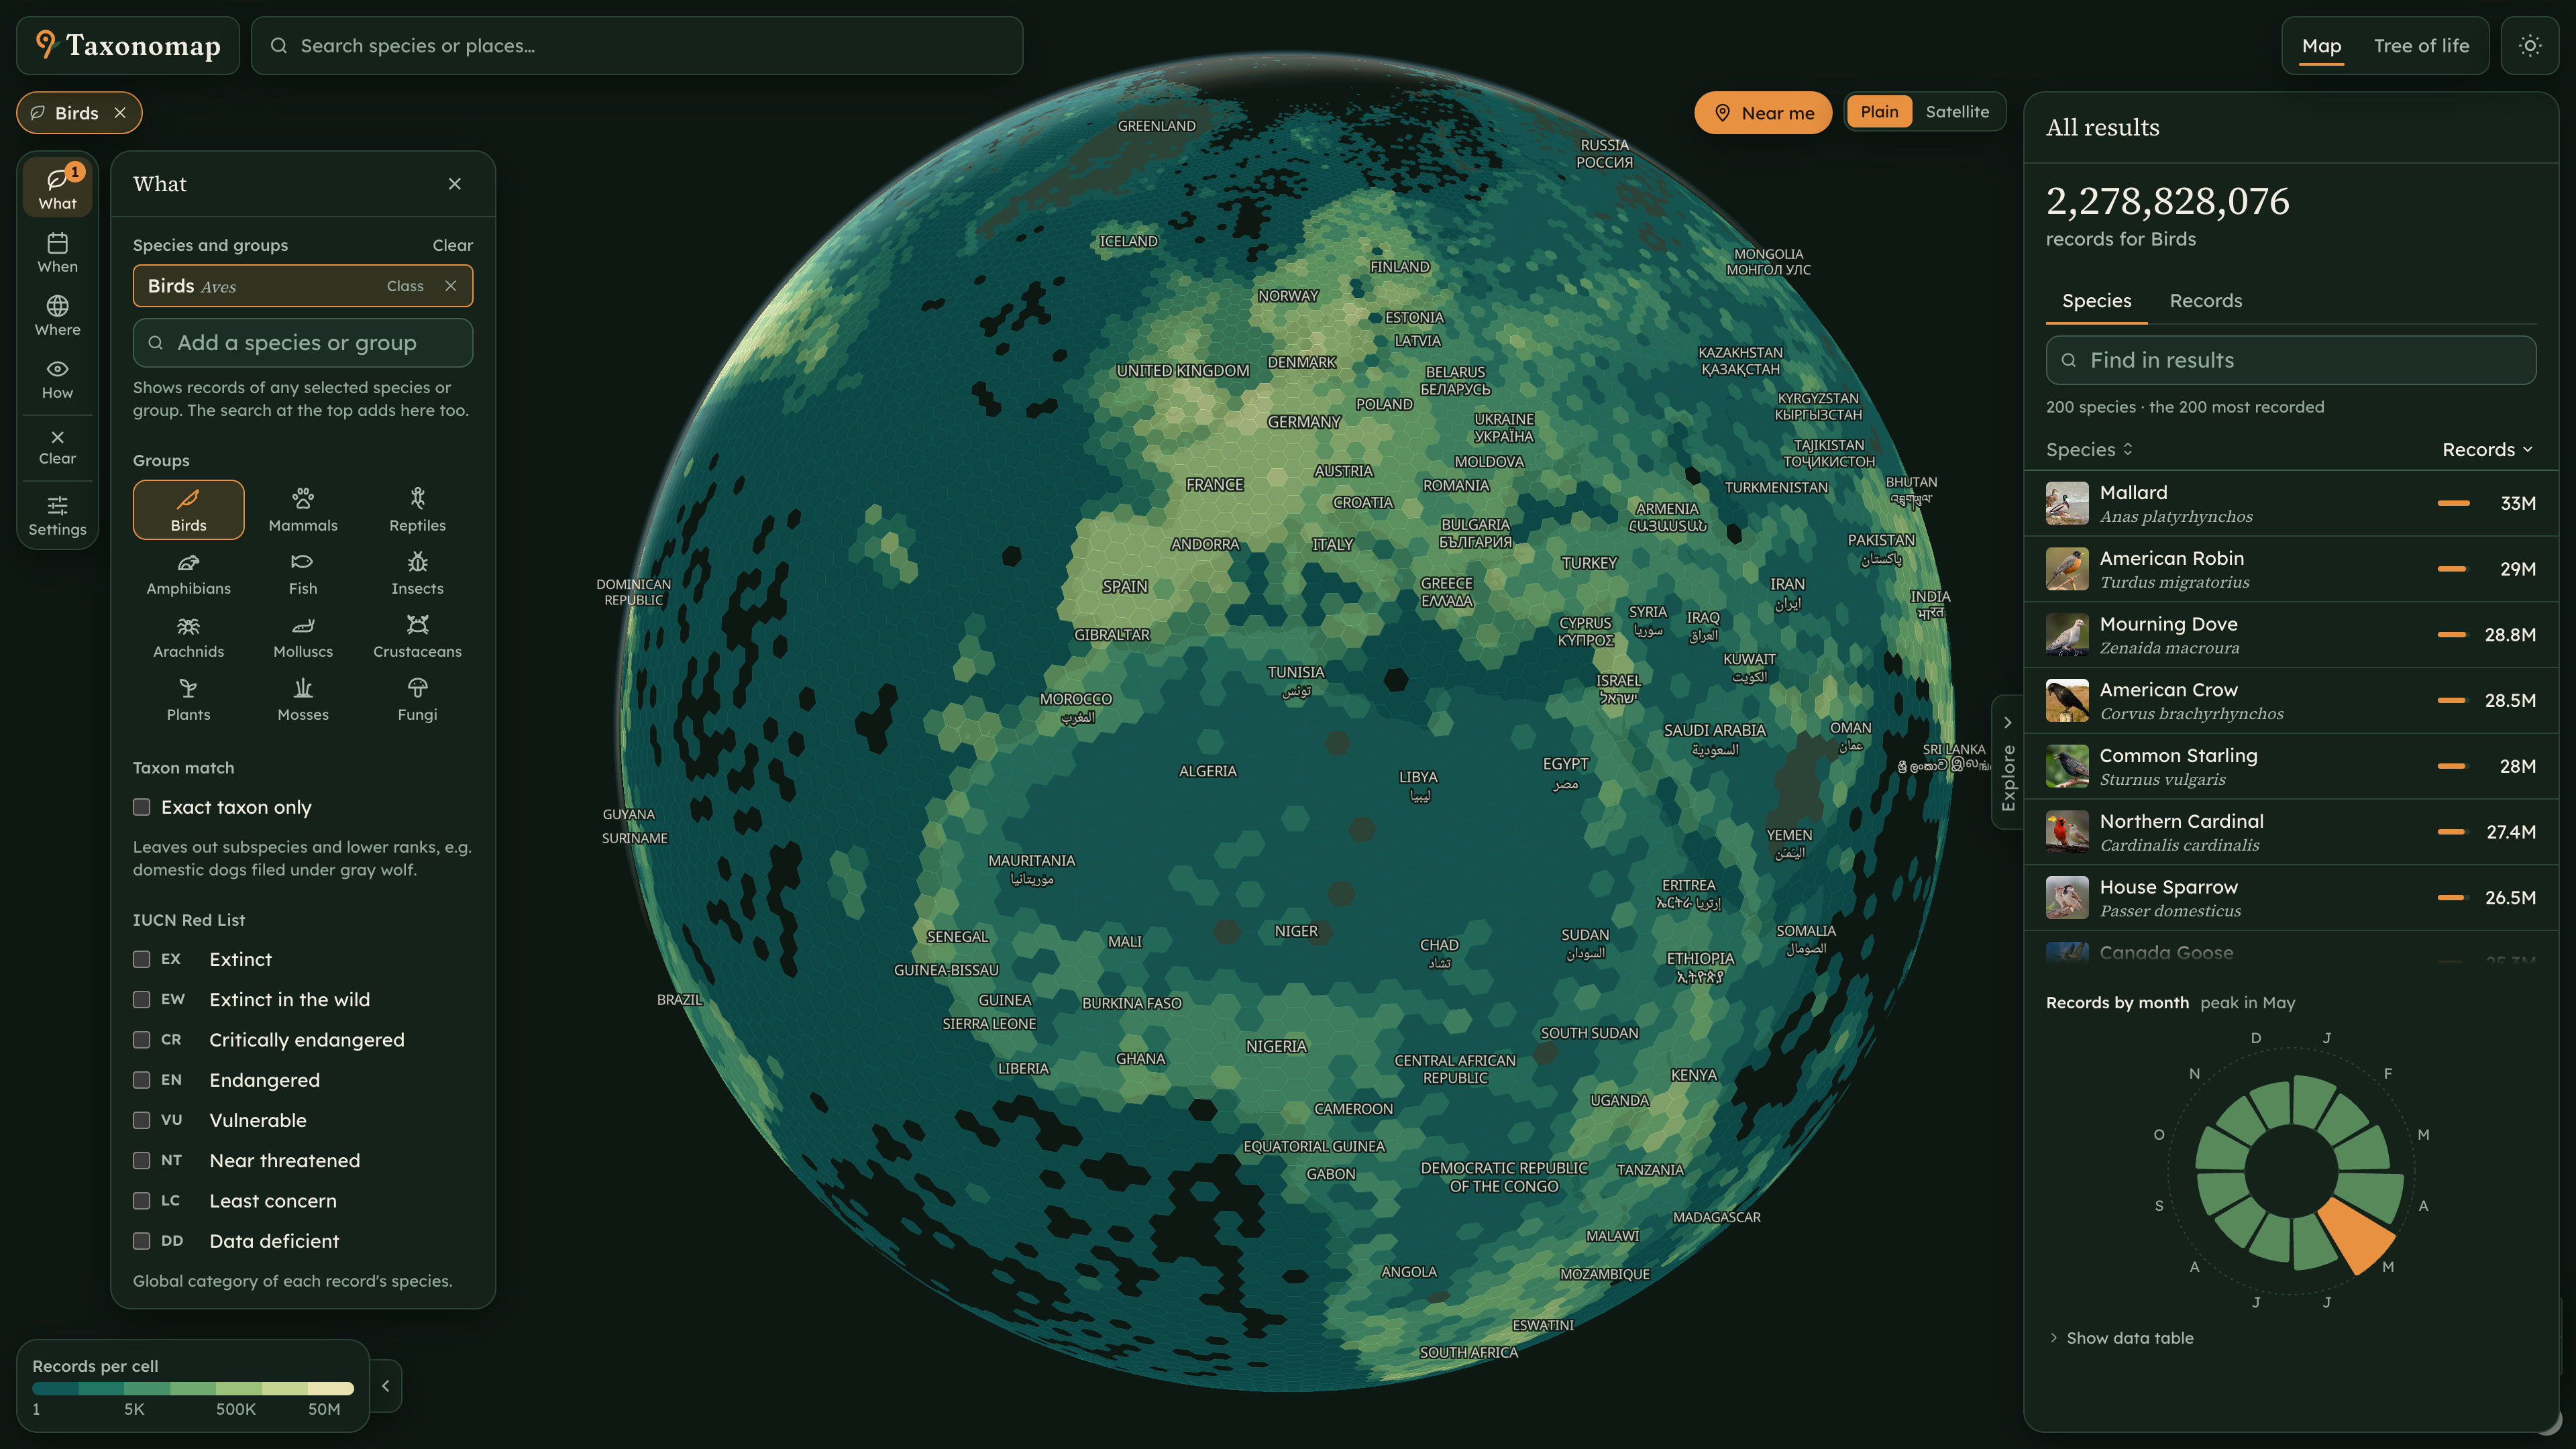 Taxonomap
Search species or places...
Map
Tree of life
Birds
Near me
Plain
Satellite
1
What
When
Where
How
Clear
Settings
What
Species and groups
Clear
Birds Aves
Class
Add a species or group
Shows records of any selected species or
group. The search at the top adds here too.
Groups
Birds
Mammals
Reptiles
Amphibians
Fish
Insects
Arachnids
Molluscs
Crustaceans
Plants
Mosses
Fungi
Taxon match
Exact taxon only
Leaves out subspecies and lower ranks, e.g.
domestic dogs filed under gray wolf.
IUCN Red List
EX Extinct
EW Extinct in the wild
CR Critically endangered
EN Endangered
VU Vulnerable
NT Near threatened
LC Least concern
DD Data deficient
Global category of each record's species.
Records per cell
1 5K 500K 50M
GREENLAND
RUSSIA
РОССИЯ
ICELAND
MONGOLIA
МОНГОЛ УЛС
FINLAND
NORWAY
ESTONIA
LATVIA
UNITED KINGDOM
DENMARK
BELARUS
БЕЛАРУСЬ
KAZAKHSTAN
ҚАЗАҚСТАН
POLAND
KYRGYZSTAN
КЫРГЫЗСТАН
GERMANY
UKRAINE
УКРАЇНА
TAJIKISTAN
ТОҶИКИСТОН
AUSTRIA
MOLDOVA
FRANCE
ROMANIA
TURKMENISTAN
BHUTAN
CROATIA
ARMENIA
ՀԱՅԱՍՏԱՆ
BULGARIA
БЪЛГАРИЯ
ANDORRA
ITALY
PAKISTAN
پاکستان
TURKEY
DOMINICAN
REPUBLIC
SPAIN
GREECE
ΕΛΛΆΔΑ
IRAN
ایران
INDIA
भारत
SYRIA
سوريا
IRAQ
العراق
CYPRUS
ΚΎΠΡΟΣ
GIBRALTAR
TUNISIA
تونس
KUWAIT
الكويت
ISRAEL
ישראל
MOROCCO
المغرب
SAUDI ARABIA
السعودية
OMAN
عمان
SRI LANKA
ALGERIA
LIBYA
ليبيا
EGYPT
مصر
GUYANA
SURINAME
YEMEN
اليَمَن
MAURITANIA
موريتانيا
ERITREA
ኤርትራ إرتريا
NIGER
SENEGAL
MALI
CHAD
تشاد
SUDAN
السودان
SOMALIA
الصومال
GUINEA-BISSAU
ETHIOPIA
ኢትዮጵያ
BRAZIL
GUINEA
BURKINA FASO
SIERRA LEONE
SOUTH SUDAN
NIGERIA
LIBERIA
GHANA
CENTRAL AFRICAN
REPUBLIC
KENYA
UGANDA
CAMEROON
EQUATORIAL GUINEA
GABON
DEMOCRATIC REPUBLIC
OF THE CONGO
TANZANIA
MADAGASCAR
MALAWI
ANGOLA
MOZAMBIQUE
ESWATINI
SOUTH AFRICA
Explore
All results
2,278,828,076
records for Birds
Species
Records
Find in results
200 species · the 200 most recorded
Species
Records
Mallard
Anas platyrhynchos
33M
American Robin
Turdus migratorius
29M
Mourning Dove
Zenaida macroura
28.8M
American Crow
Corvus brachyrhynchos
28.5M
Common Starling
Sturnus vulgaris
28M
Northern Cardinal
Cardinalis cardinalis
27.4M
House Sparrow
Passer domesticus
26.5M
Canada Goose
Records by month peak in May
D
J
N
F
O
M
S
A
A
M
J
J
Show data table